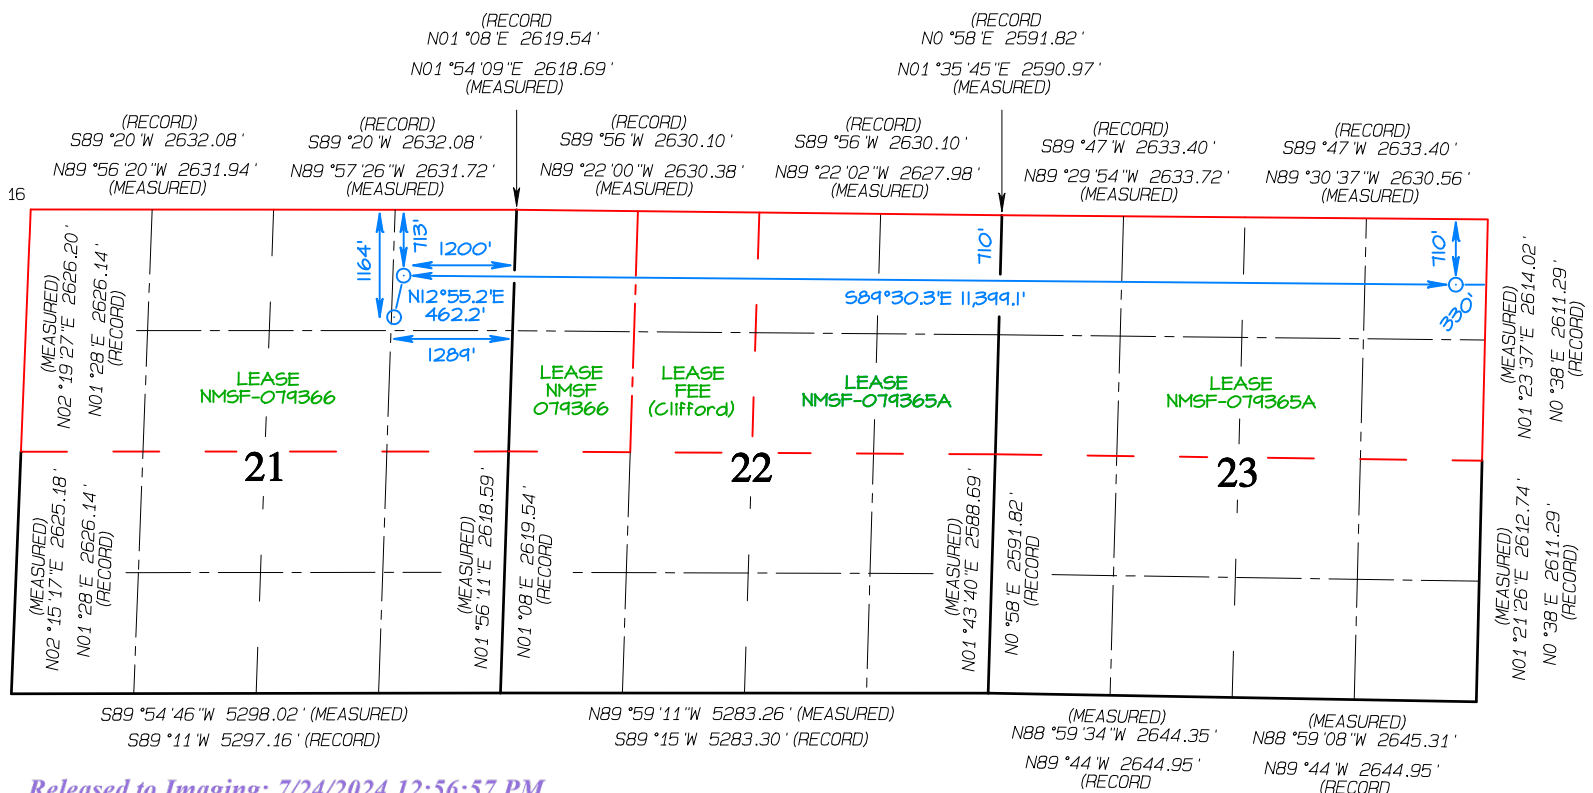 (RECORD
N01°08'E 2619.54'
N01°54'09"E 2618.69'
(MEASURED)
(RECORD
N0°58'E 2591.82'
N01°35'45"E 2590.97'
(MEASURED)
(RECORD)
S89°20'W 2632.08'
N89°56'20"W 2631.94'
(MEASURED)
(RECORD)
S89°20'W 2632.08'
N89°57'26"W 2631.72'
(MEASURED)
(RECORD)
S89°56'W 2630.10'
N89°22'00"W 2630.38'
(MEASURED)
(RECORD)
S89°56'W 2630.10'
N89°22'02"W 2627.98'
(MEASURED)
(RECORD)
S89°47'W 2633.40'
N89°29'54"W 2633.72'
(MEASURED)
(RECORD)
S89°47'W 2633.40'
N89°30'37"W 2630.56'
(MEASURED)
16
(MEASURED)
N02°19'27"E 2626.20'
N01°28'E 2626.14'
(RECORD)
1164'
713'
1200'
N12°55.2'E
462.2'
1289'
710'
S89°30.3'E 11,399.1'
710'
330'
(MEASURED)
N01°23'37"E 2614.02'
N0°38'E 2611.29'
(RECORD)
LEASE
NMSF-079366
LEASE
NMSF
079366
LEASE
FEE
(Clifford)
LEASE
NMSF-079365A
LEASE
NMSF-079365A
21
22
23
(MEASURED)
N02°15'17"E 2625.18'
N01°28'E 2626.14'
(RECORD)
(MEASURED)
N01°56'11"E 2618.59'
N01°08'E 2619.54'
(RECORD
(MEASURED)
N01°43'40"E 2588.69'
N0°58'E 2591.82'
(RECORD
(MEASURED)
N01°21'26"E 2612.74'
N0°38'E 2611.29'
(RECORD)
S89°54'46"W 5298.02' (MEASURED)
S89°11'W 5297.16' (RECORD)
N89°59'11"W 5283.26' (MEASURED)
S89°15'W 5283.30' (RECORD)
(MEASURED)
N88°59'34"W 2644.35'
N89°44'W 2644.95'
(RECORD
(MEASURED)
N88°59'08"W 2645.31'
N89°44'W 2644.95'
(RECORD
Released to Imaging: 7/24/2024 12:56:57 PM